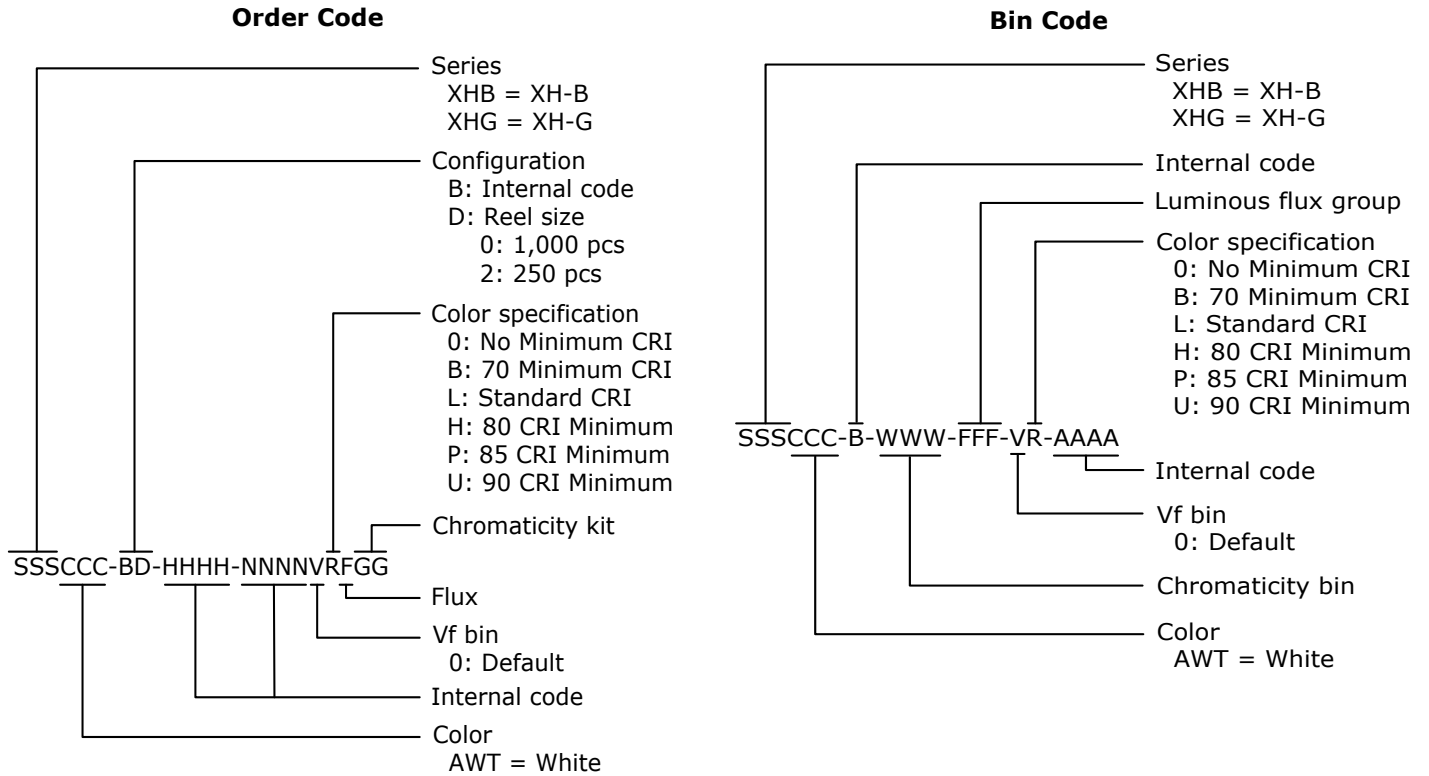 Order Code
Series
XHB = XH-B
XHG = XH-G
Configuration
B: Internal code
D: Reel size
0: 1,000 pcs
2: 250 pcs
Color specification
0: No Minimum CRI
B: 70 Minimum CRI
L: Standard CRI
H: 80 CRI Minimum
P: 85 CRI Minimum
U: 90 CRI Minimum
Chromaticity kit
SSSCCC-BD-HHHH-NNNNVRFGG
Flux
Vf bin
0: Default
Internal code
Color
AWT = White
Bin Code
Series
XHB = XH-B
XHG = XH-G
Internal code
Luminous flux group
Color specification
0: No Minimum CRI
B: 70 Minimum CRI
L: Standard CRI
H: 80 CRI Minimum
P: 85 CRI Minimum
U: 90 CRI Minimum
SSSCCC-B-WWW-FFF-VR-AAAA
Internal code
Vf bin
0: Default
Chromaticity bin
Color
AWT = White